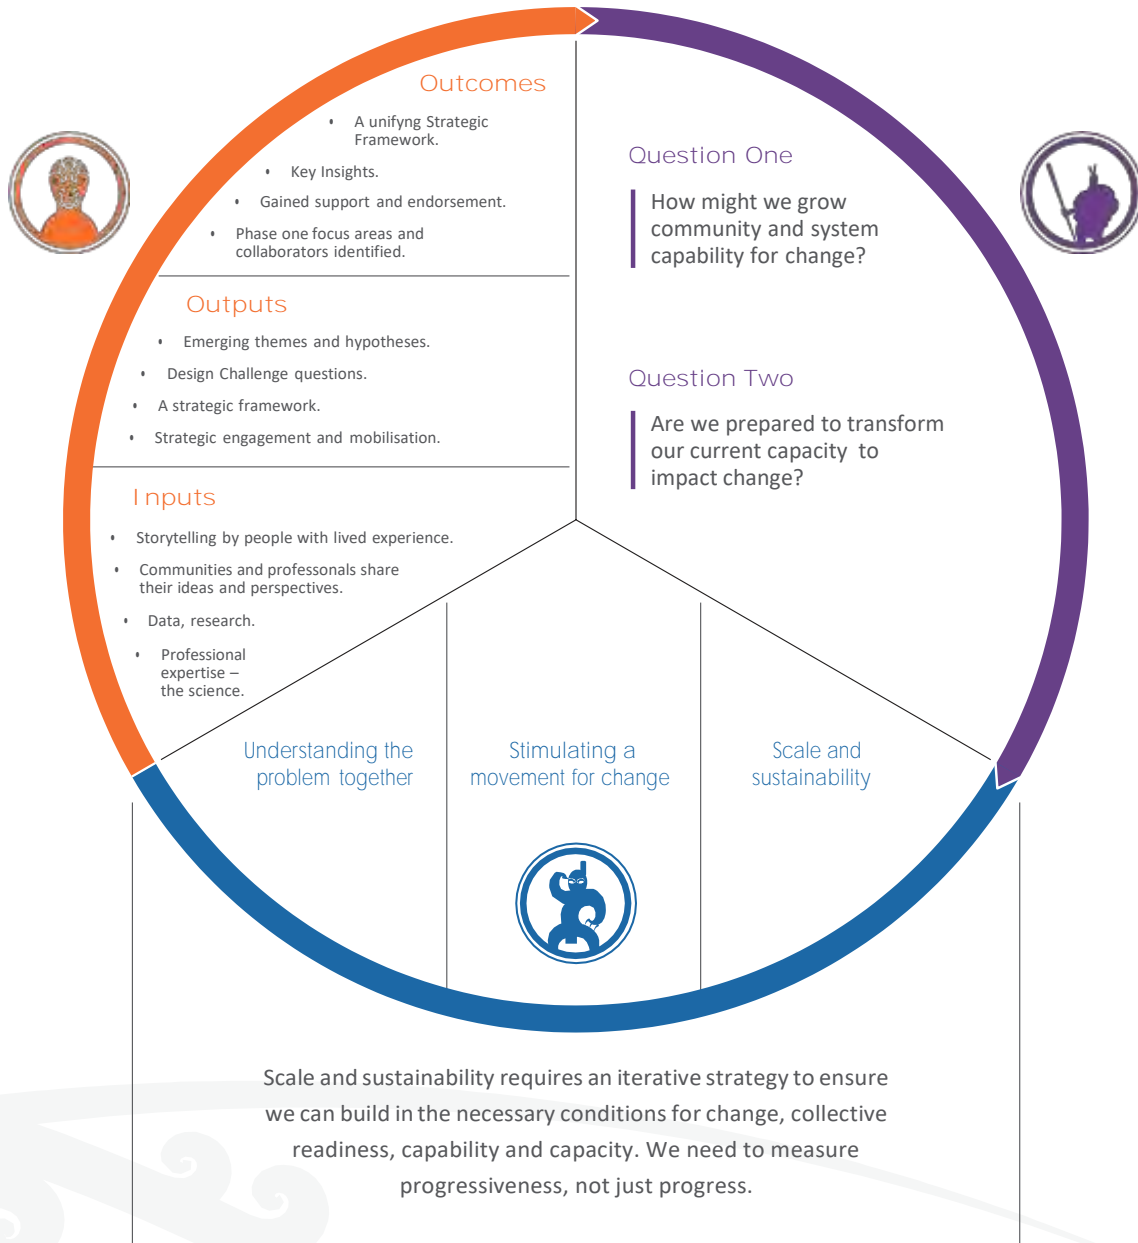 Outcomes
• A unifyng Strategic
Framework.
• Key Insights.
• Gained support and endorsement.
• Phase one focus areas and
collaborators identified.
Outputs
• Emerging themes and hypotheses.
• Design Challenge questions.
• A strategic framework.
• Strategic engagement and mobilisation.
Inputs
• Storytelling by people with lived experience.
• Communities and professonals share
their ideas and perspectives.
• Data, research.
• Professional
expertise –
the science.
Question One
How might we grow
community and system
capability for change?
Question Two
Are we prepared to transform
our current capacity to
impact change?
Understanding the
problem together
Stimulating a
movement for change
Scale and
sustainability
Scale and sustainability requires an iterative strategy to ensure
we can build in the necessary conditions for change, collective
readiness, capability and capacity. We need to measure
progressiveness, not just progress.